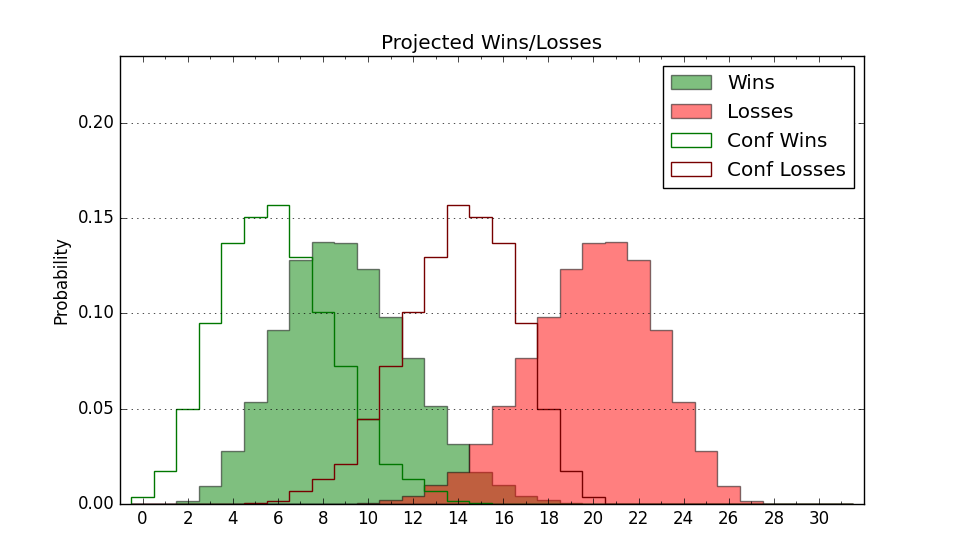 Projected Wins/Losses
Wins
Losses
Conf Wins
Conf Losses
Probability
0.20
0.15
0.10
0.05
0.00
0 2 4 6 8 10 12 14 16 18 20 22 24 26 28 30